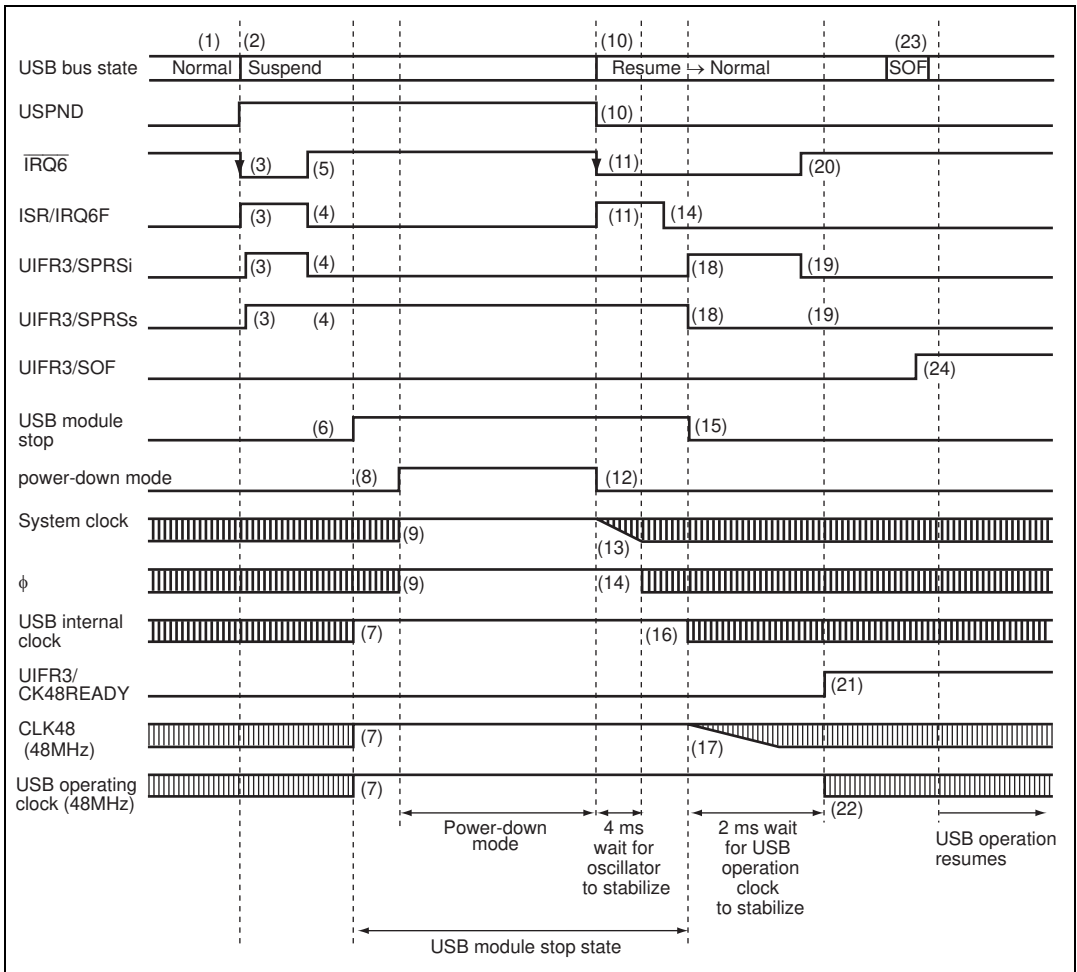 (1) (2) (10) (23)
USB bus state Normal Suspend Resume ↦ Normal SOF
USPND (10)
IRQ6 (3) (5) (11) (20)
ISR/IRQ6F (3) (4) (11) (14)
UIFR3/SPRSi (3) (4) (18) (19)
UIFR3/SPRSs (3) (4) (18) (19)
UIFR3/SOF (24)
USB module
stop (6) (15)
power-down mode (8) (12)
System clock (9) (13)
ϕ (9) (14)
USB internal
clock (7) (16)
UIFR3/
CK48READY (21)
CLK48
(48MHz) (7) (17)
USB operating
clock (48MHz) (7) (22)
Power-down
mode
4 ms
wait for
oscillator
to stabilize
2 ms wait
for USB
operation
clock
to stabilize
USB operation
resumes
USB module stop state